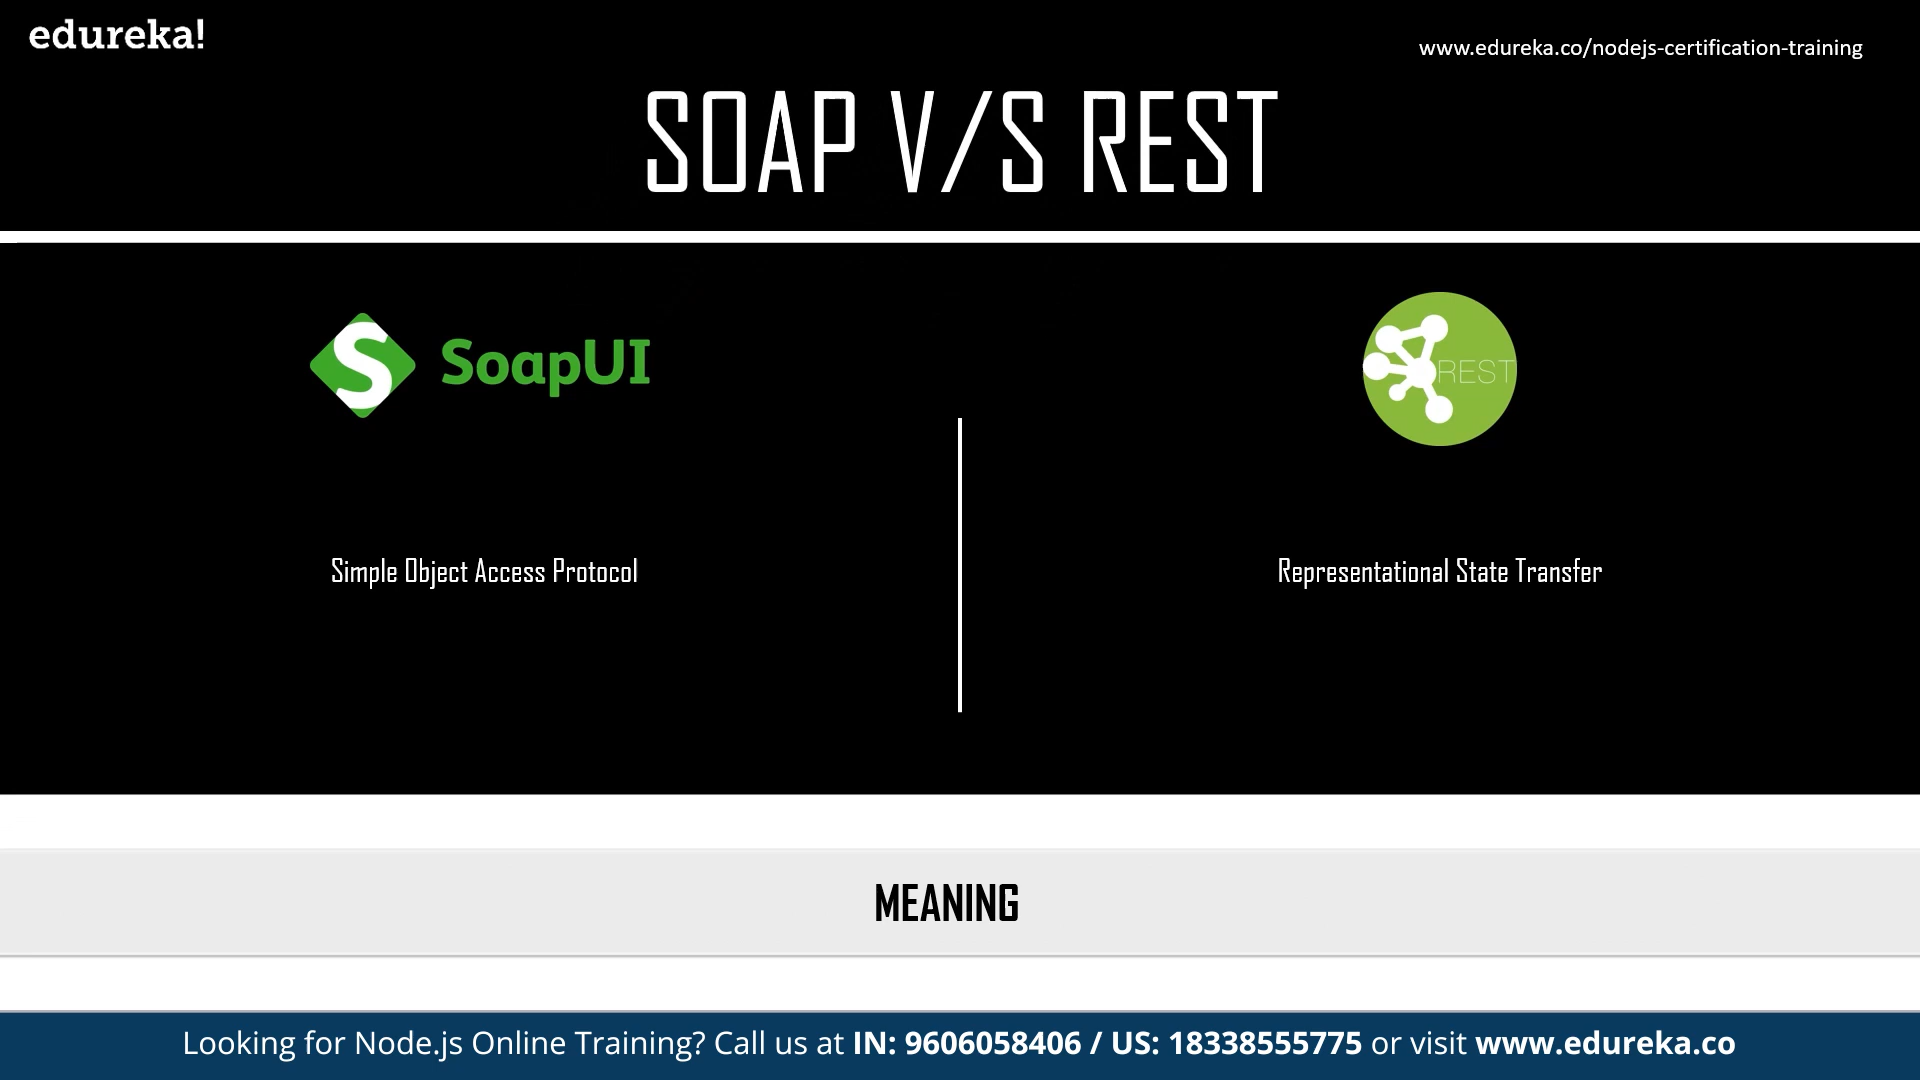 edureka!
www.edureka.co/nodejs-certification-training
SOAP V/S REST
S SoapUI
REST
Simple Object Access Protocol
Representational State Transfer
MEANING
Looking for Node.js Online Training? Call us at IN: 9606058406 / US: 18338555775 or visit www.edureka.co